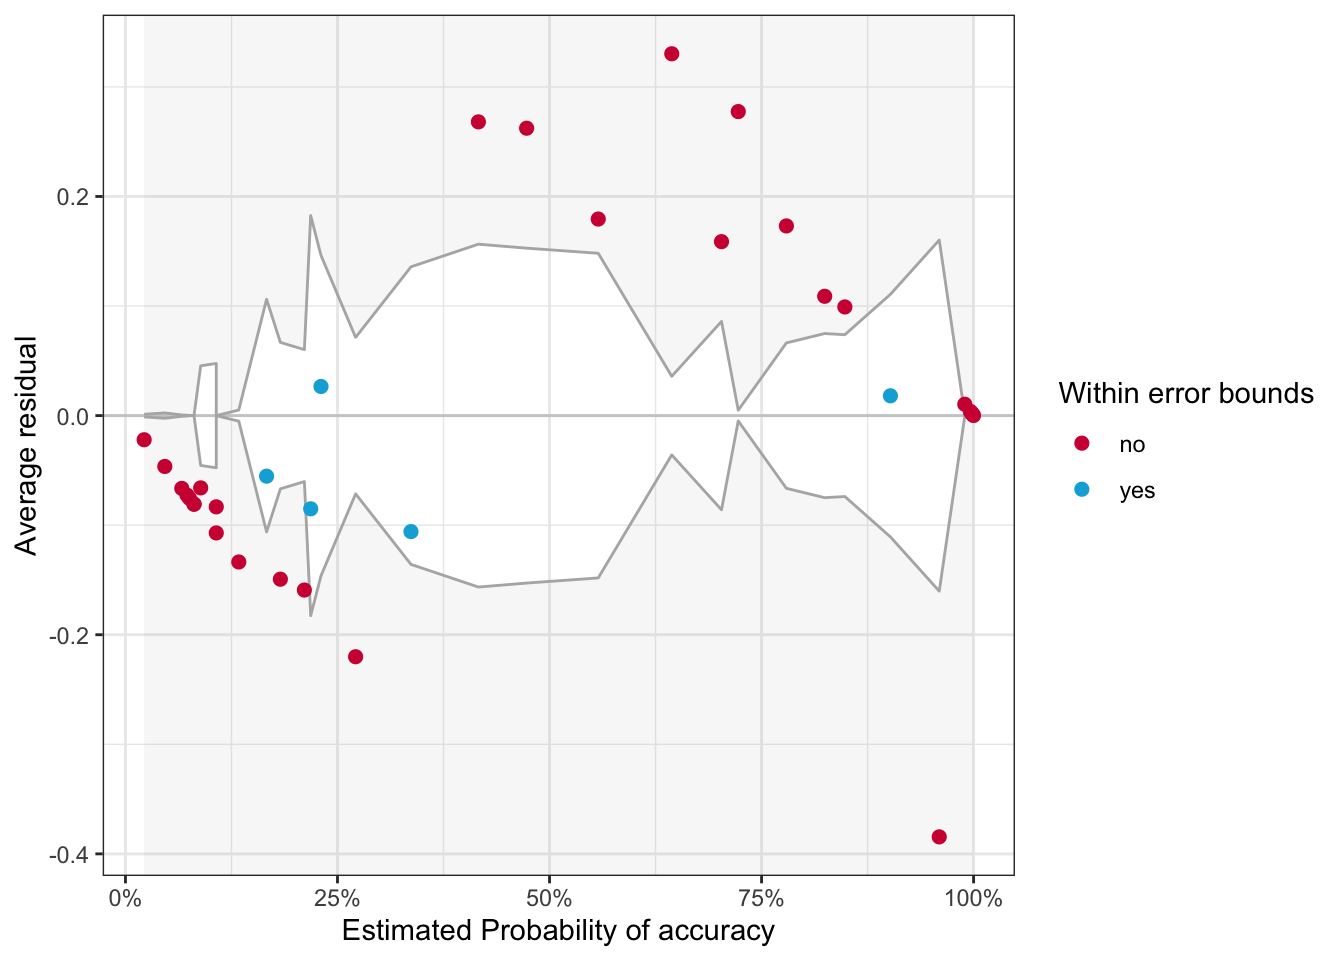 0.2
0.0
-0.2
-0.4
Average residual
0%
25%
50%
75%
100%
Estimated Probability of accuracy
Within error bounds
no
yes